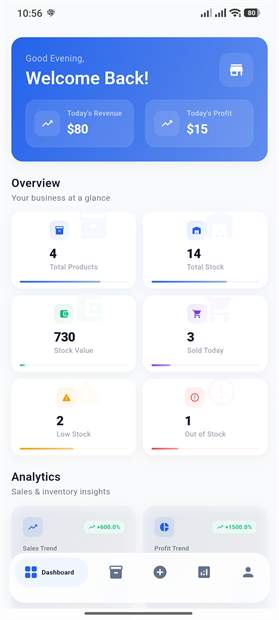 10:56
80
Good Evening,
Welcome Back!
Today's Revenue
$80
Today's Profit
$15
Overview
Your business at a glance
4
Total Products
14
Total Stock
730
Stock Value
3
Sold Today
2
Low Stock
1
Out of Stock
Analytics
Sales & inventory insights
+600.0%
Sales Trend
+1500.0%
Profit Trend
Dashboard